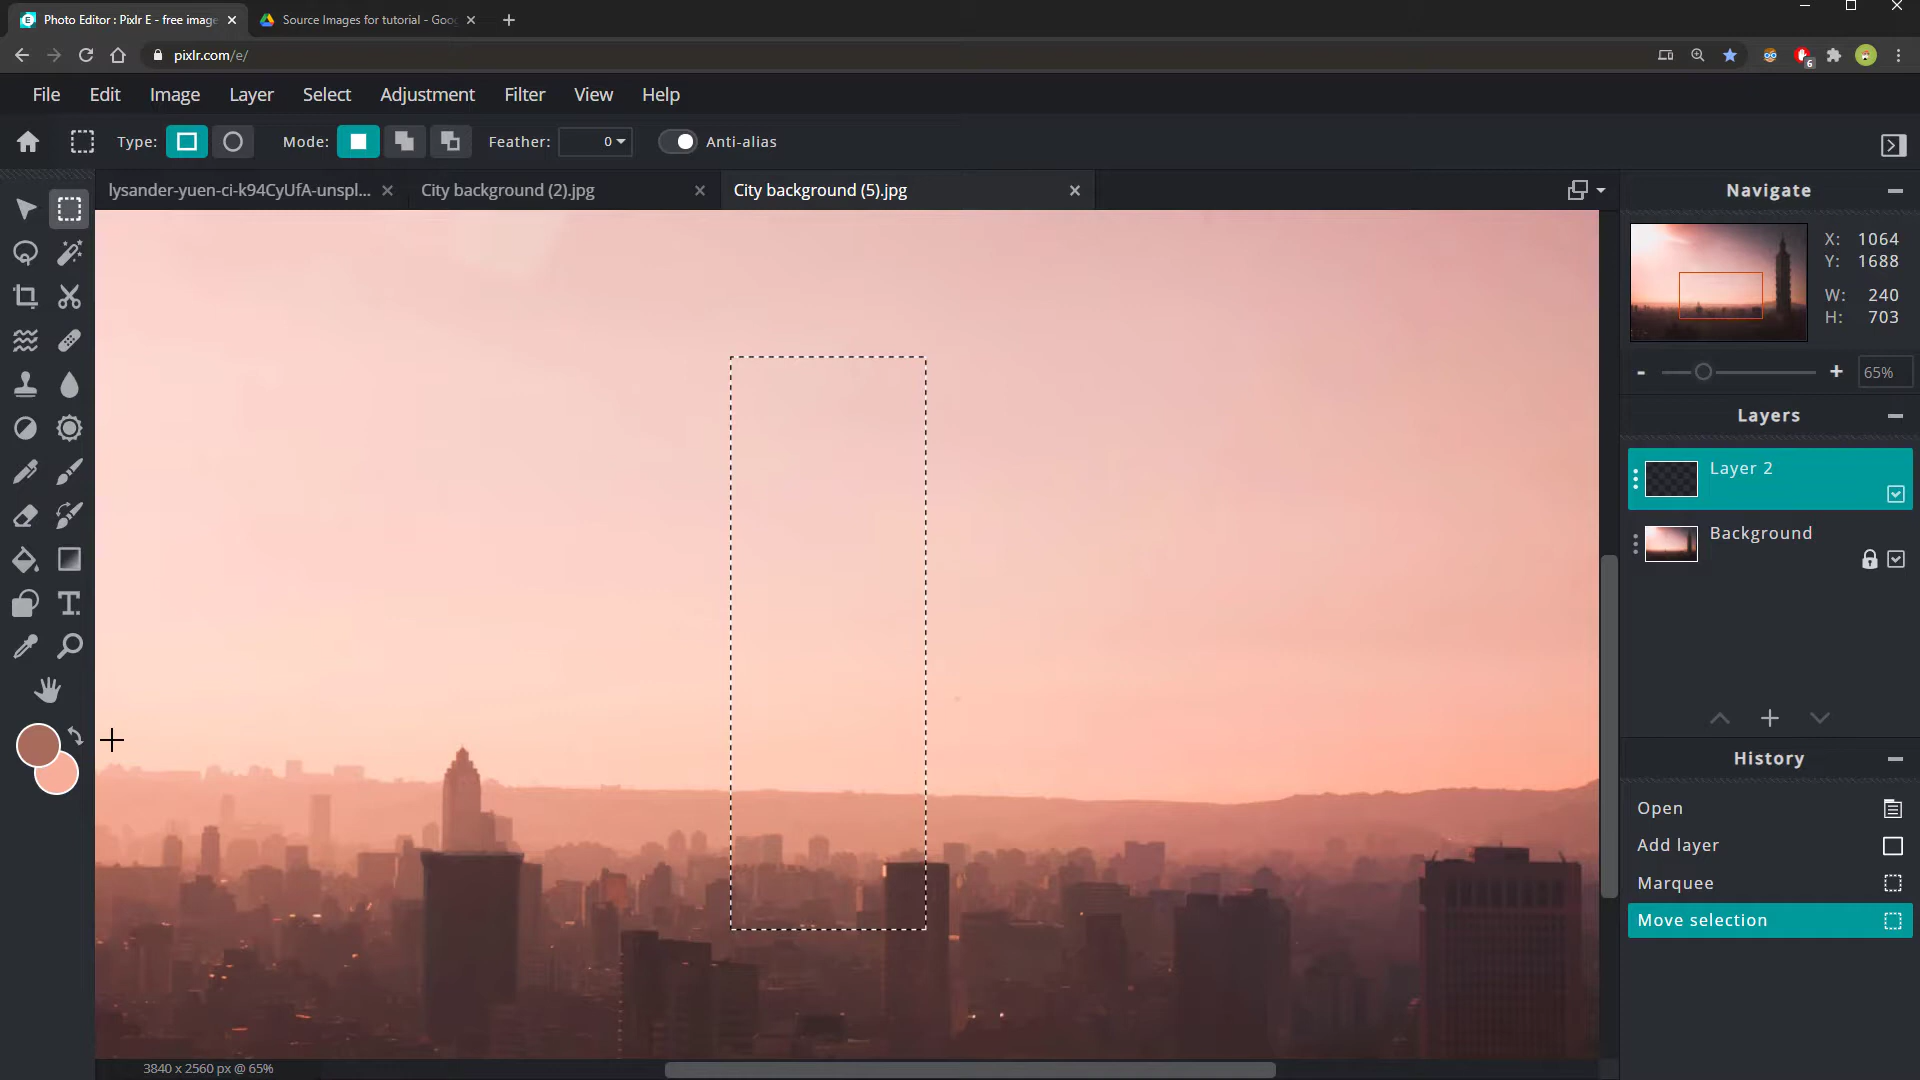 Photo Editor : Pixlr E - free image
Source Images for tutorial - Goo
pixlr.com/e/
6
File Edit Image Layer Select Adjustment Filter View Help
Type: Mode: Feather: 0 Anti-alias
lysander-yuen-ci-k94CyUfA-unspl...
City background (2).jpg
City background (5).jpg
Navigate
X: 1064
Y: 1688
W: 240
H: 703
- + 65%
Layers
Layer 2
Background
History
Open
Add layer
Marquee
Move selection
3840 x 2560 px @ 65%